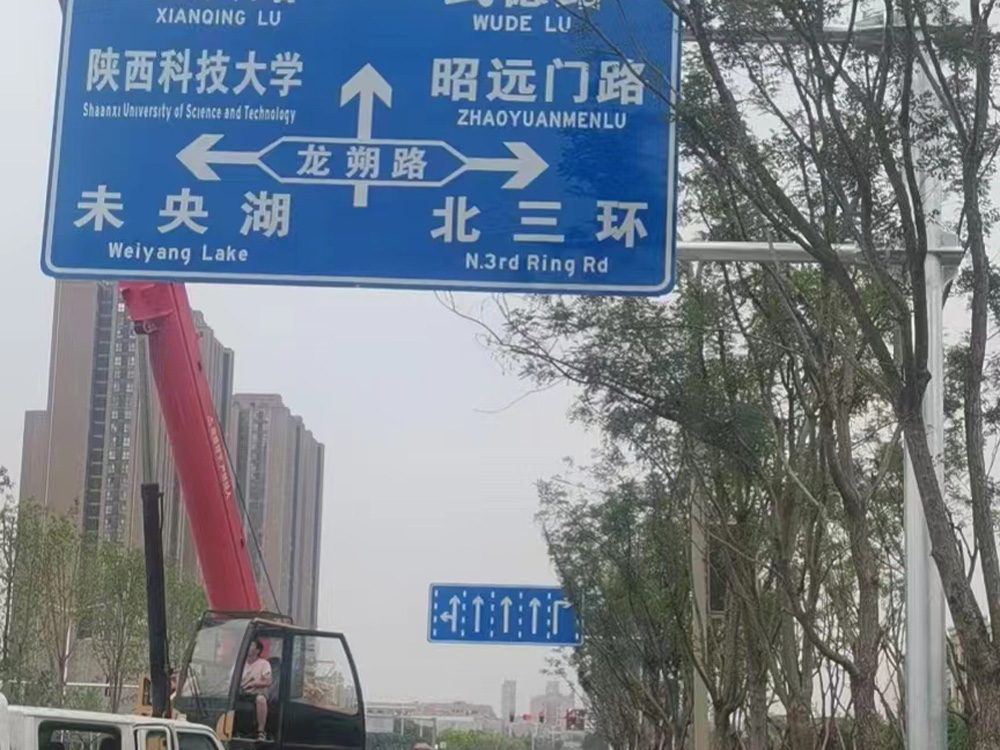 XIANQING LU
WUDE LU
陕西科技大学
Shaanxi University of Science and Technology
昭远门路
ZHAOYUANMENLU
龙朔路
未央湖
Weiyang Lake
北三环
N.3rd Ring Rd